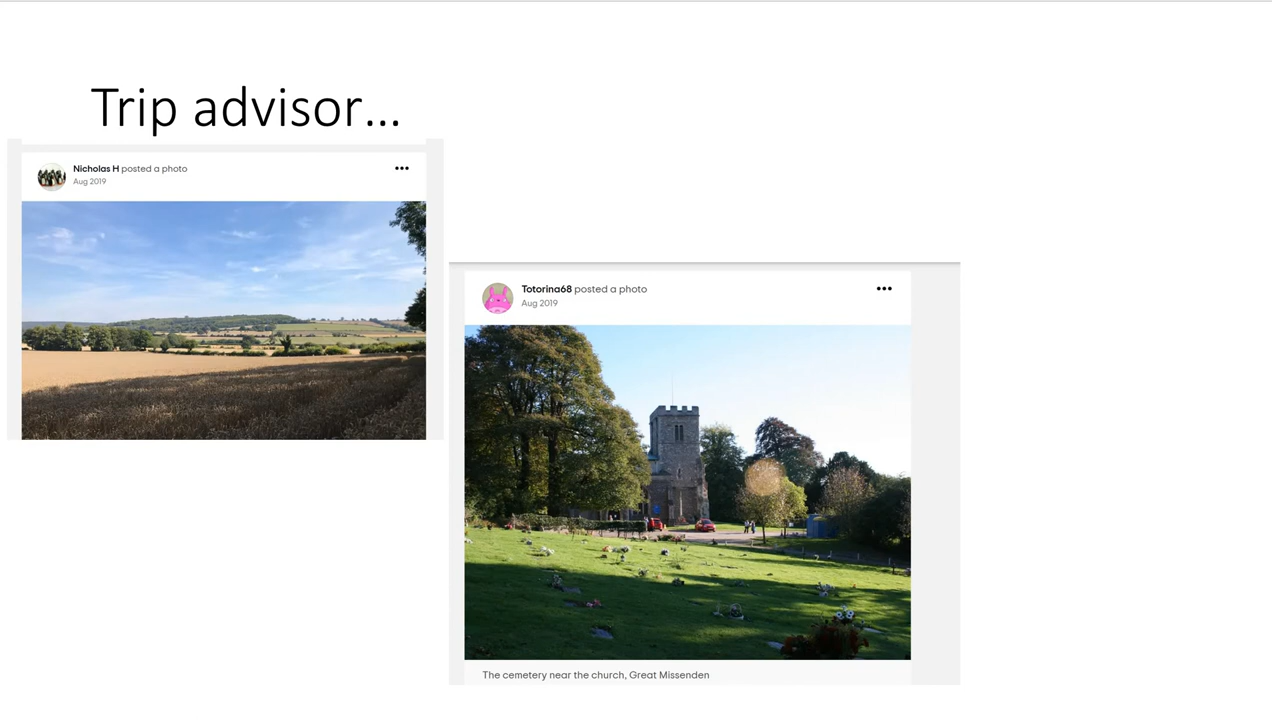 Trip advisor...
Nicholas H posted a photo
Aug 2019
Totorina68 posted a photo
Aug 2019
The cemetery near the church, Great Missenden